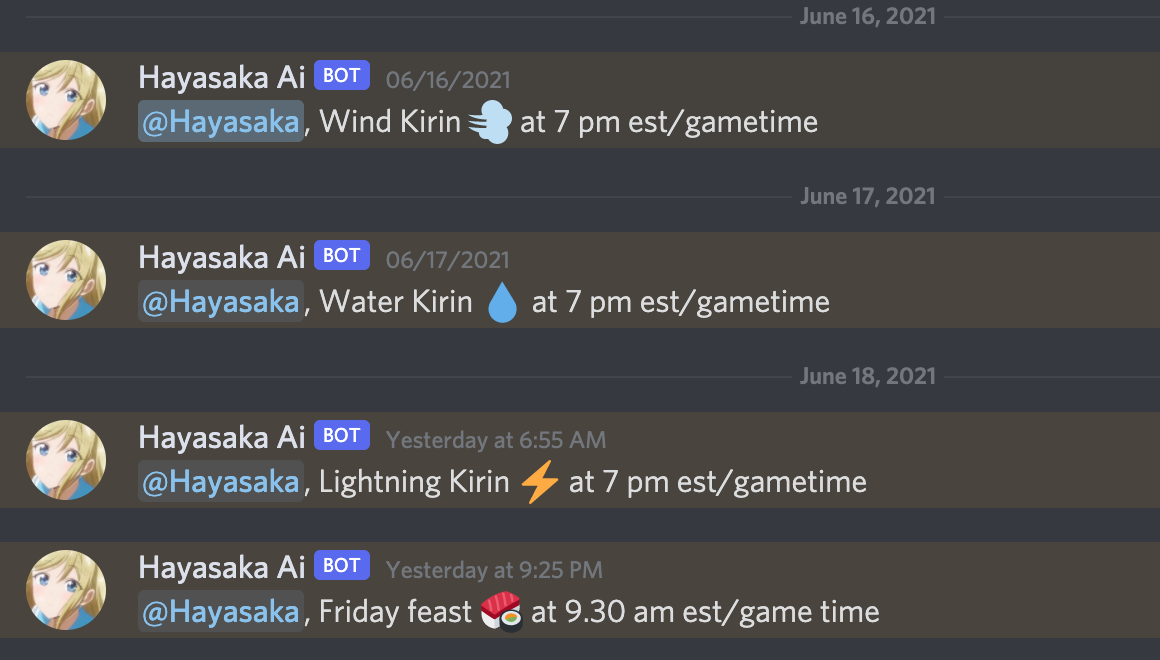 June 16, 2021
Hayasaka Ai BOT 06/16/2021
@Hayasaka, Wind Kirin 💨 at 7 pm est/gametime
June 17, 2021
Hayasaka Ai BOT 06/17/2021
@Hayasaka, Water Kirin 💧 at 7 pm est/gametime
June 18, 2021
Hayasaka Ai BOT Yesterday at 6:55 AM
@Hayasaka, Lightning Kirin ⚡ at 7 pm est/gametime
Hayasaka Ai BOT Yesterday at 9:25 PM
@Hayasaka, Friday feast 🍣 at 9.30 am est/game time